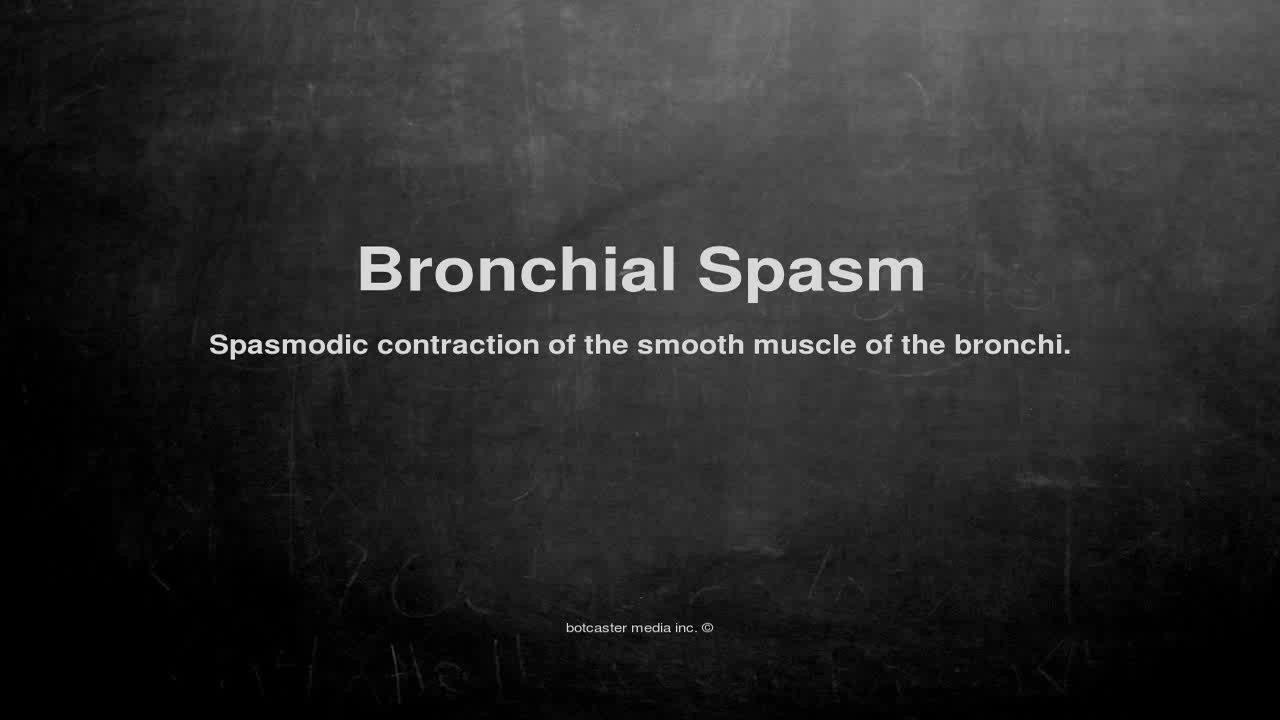 Bronchial Spasm
Spasmodic contraction of the smooth muscle of the bronchi.
botcaster media inc. ©